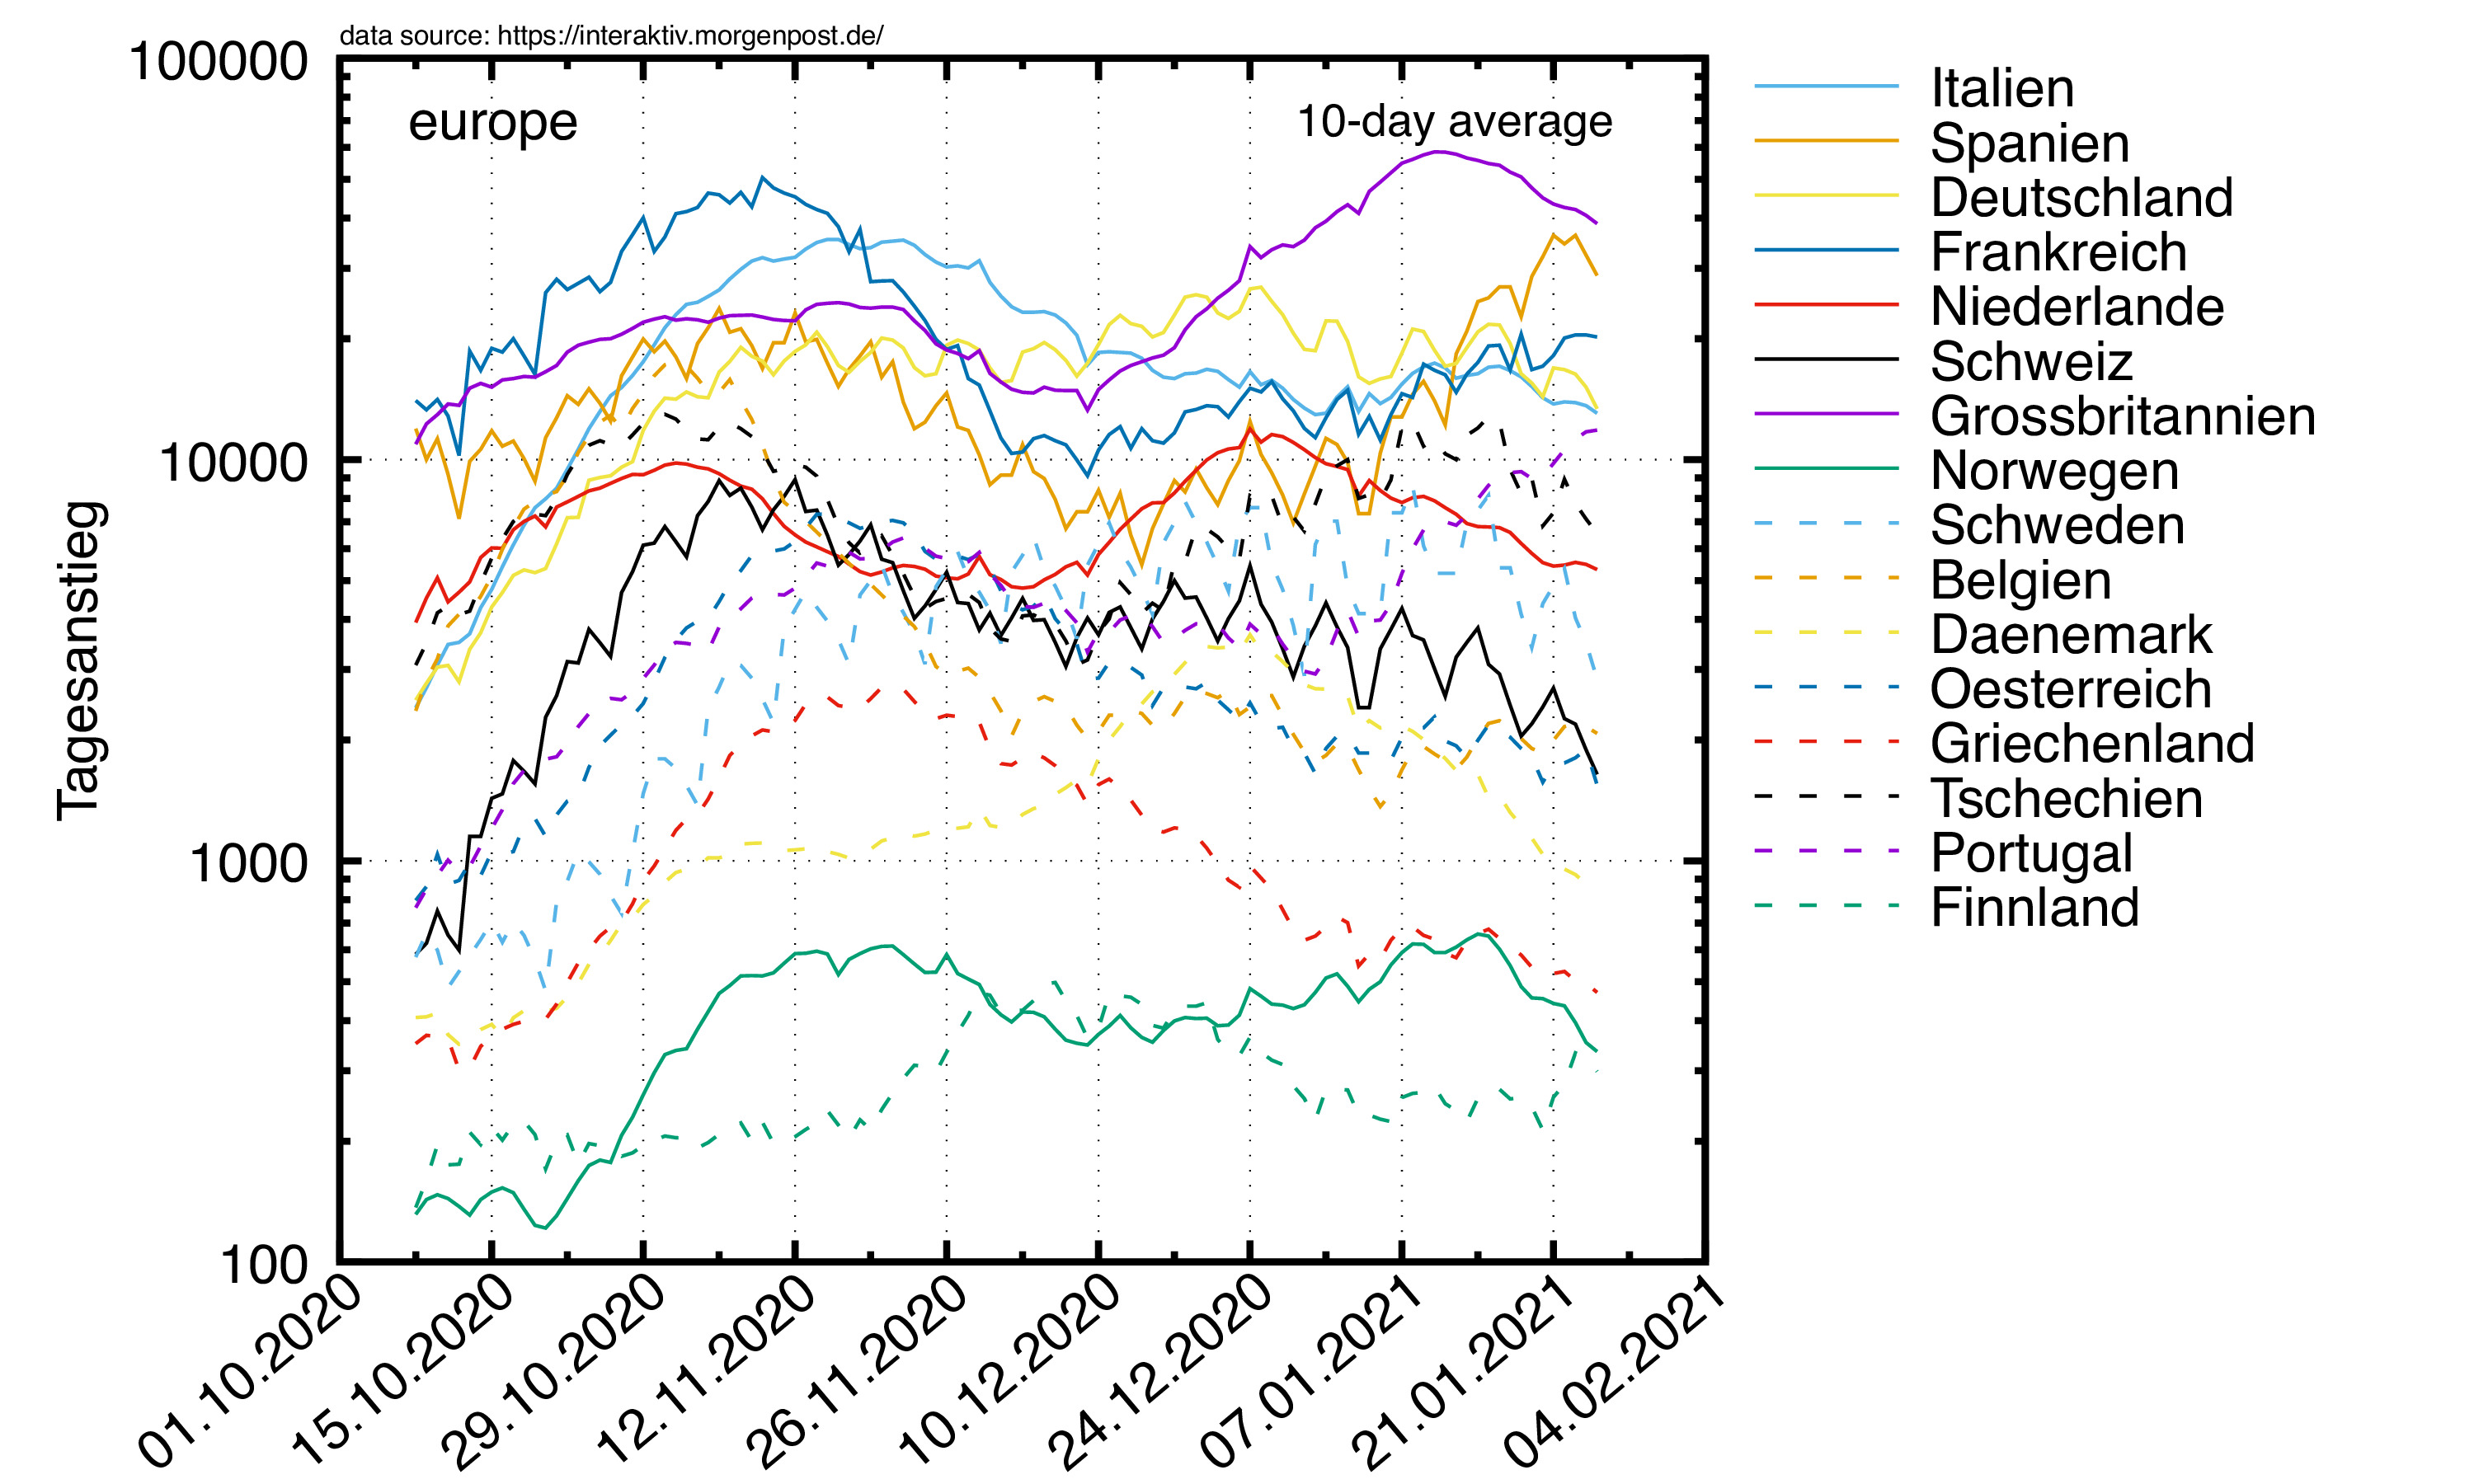 data source: https://interaktiv.morgenpost.de/
europe
10-day average
Tagesanstieg
100000
10000
1000
100
01.10.2020
15.10.2020
29.10.2020
12.11.2020
26.11.2020
10.12.2020
24.12.2020
07.01.2021
21.01.2021
04.02.2021
Italien
Spanien
Deutschland
Frankreich
Niederlande
Schweiz
Grossbritannien
Norwegen
Schweden
Belgien
Daenemark
Oesterreich
Griechenland
Tschechien
Portugal
Finnland